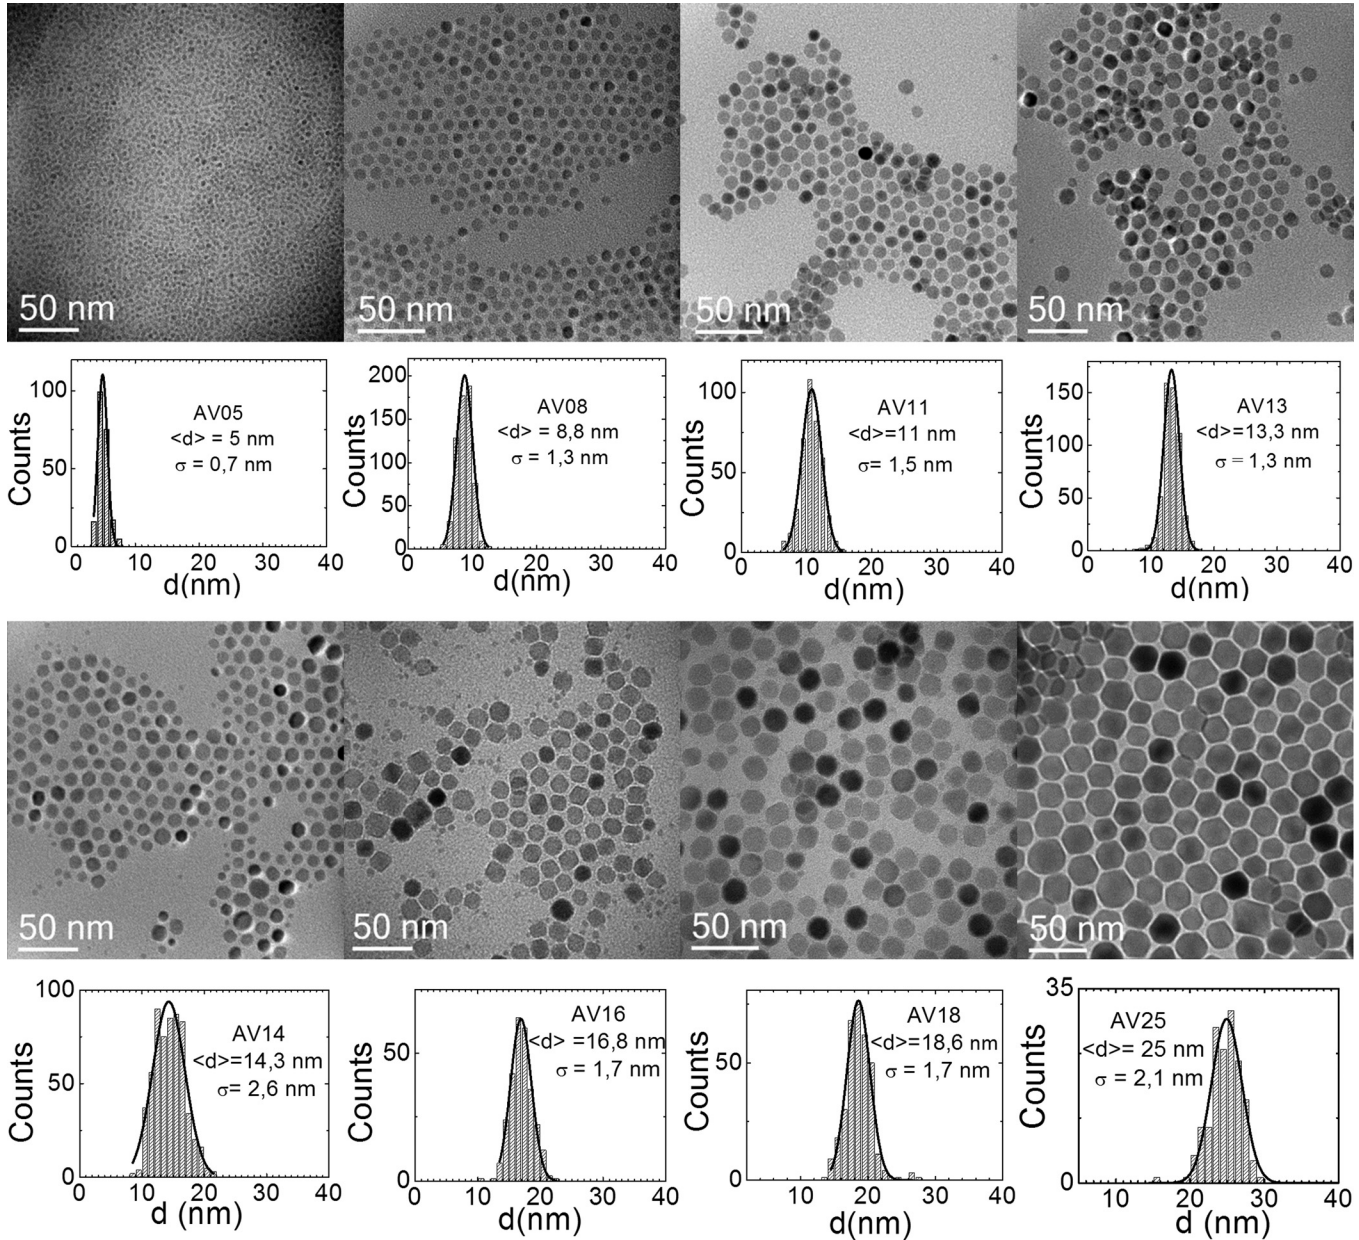 50 nm
50 nm
50 nm
50 nm
100
50
0
Counts
AV05
<d> = 5 nm
σ = 0,7 nm
0 10 20 30 40
d(nm)
200
150
100
50
0
Counts
AV08
<d> = 8,8 nm
σ = 1,3 nm
0 10 20 30 40
d(nm)
100
50
0
Counts
AV11
<d>=11 nm
σ= 1,5 nm
0 10 20 30 40
d(nm)
150
100
50
0
Counts
AV13
<d>=13,3 nm
σ = 1,3 nm
0 10 20 30 40
d(nm)
50 nm
50 nm
50 nm
50 nm
100
50
0
Counts
AV14
<d>=14,3 nm
σ= 2,6 nm
0 10 20 30 40
d (nm)
50
0
Counts
AV16
<d> =16,8 nm
σ = 1,7 nm
0 10 20 30 40
d(nm)
50
0
Counts
AV18
<d>=18,6 nm
σ = 1,7 nm
10 20 30 40
d(nm)
35
0
Counts
AV25
<d>= 25 nm
σ = 2,1 nm
10 20 30 40
d (nm)